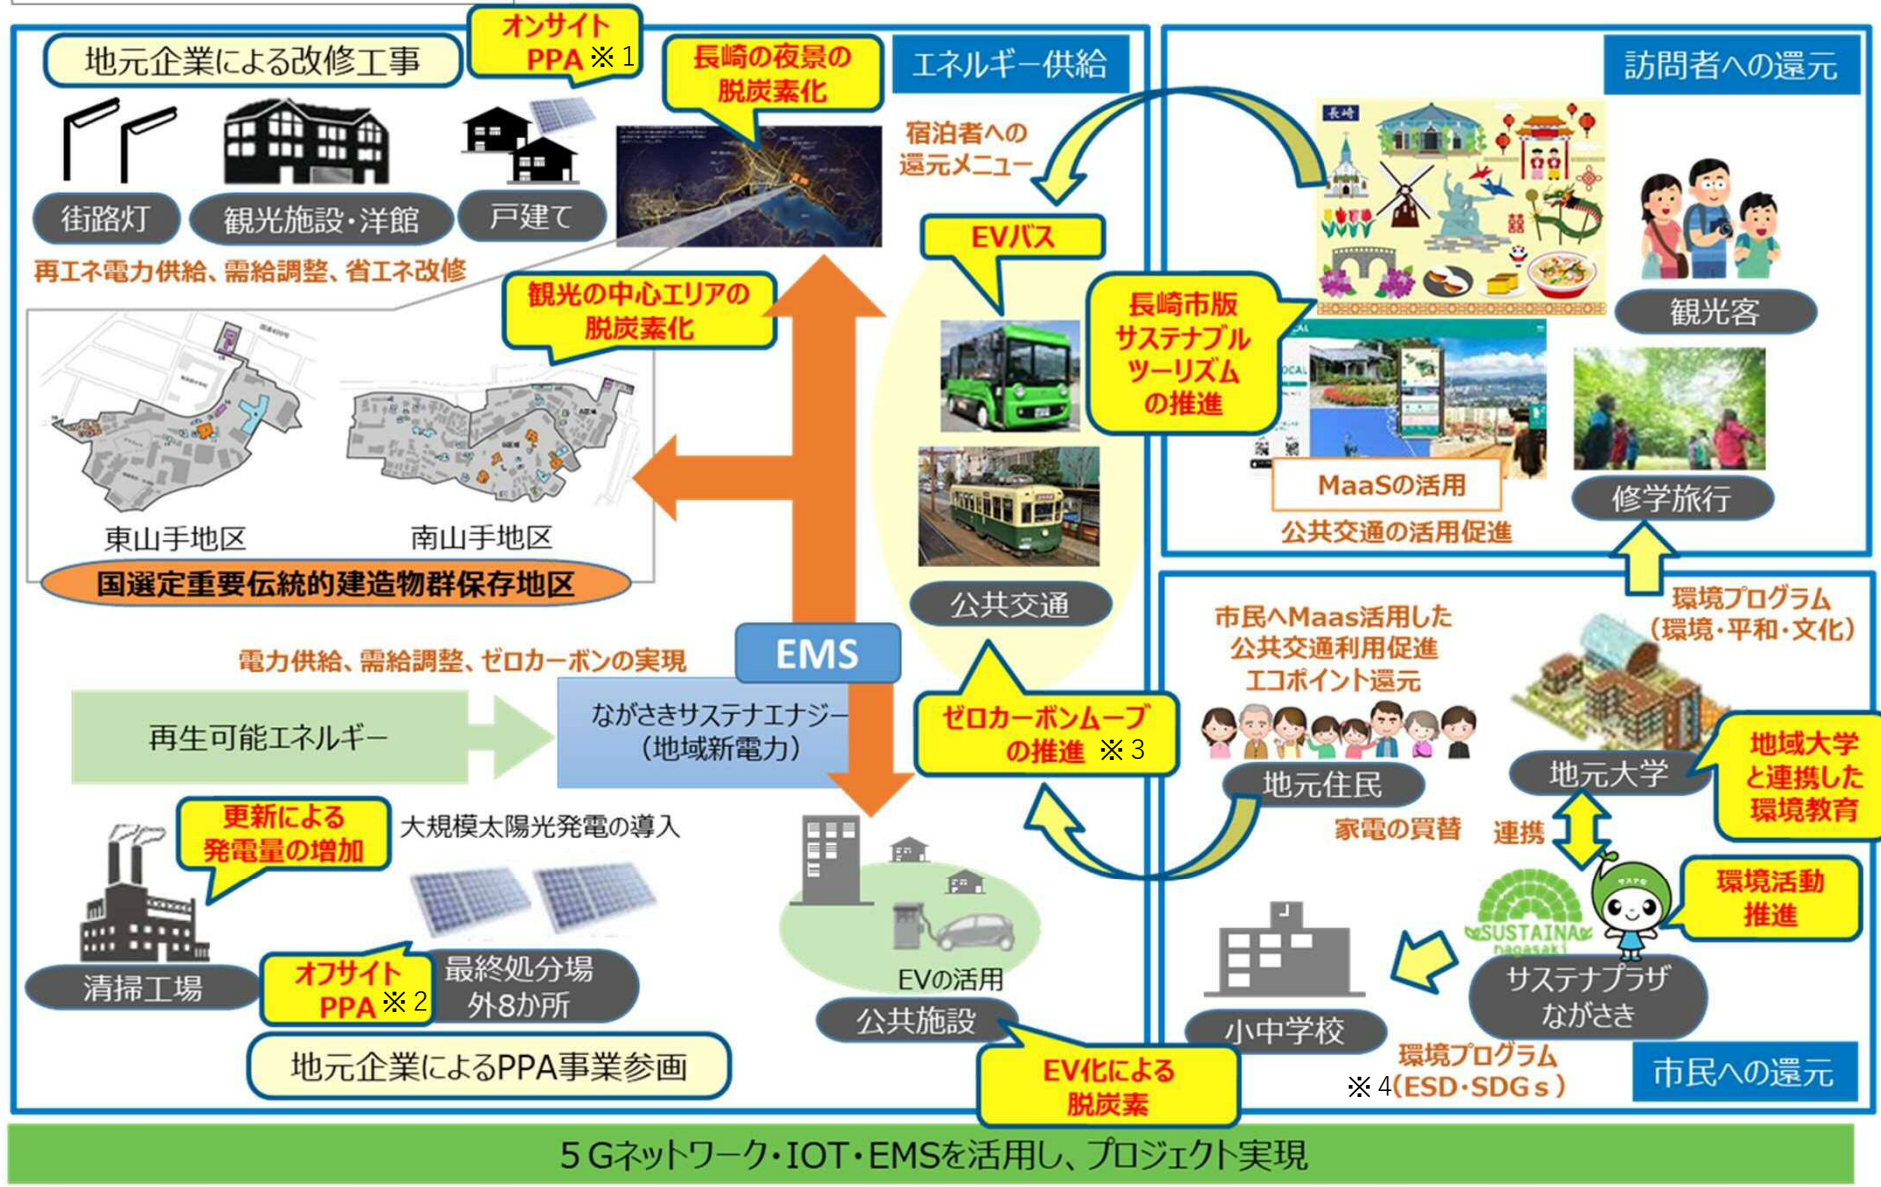 地元企業による改修工事
オンサイト
PPA ※1
長崎の夜景の
脱炭素化
エネルギー供給
街路灯
観光施設・洋館
戸建て
再エネ電力供給、需給調整、省エネ改修
宿泊者への
還元メニュー
観光の中心エリアの
脱炭素化
東山手地区
南山手地区
国選定重要伝統的建造物群保存地区
EVバス
公共交通
電力供給、需給調整、ゼロカーボンの実現
EMS
再生可能エネルギー
ながさきサステナエナジー
（地域新電力）
ゼロカーボンムーブ
の推進 ※3
更新による
発電量の増加
大規模太陽光発電の導入
清掃工場
オフサイト
PPA ※2
最終処分場
外8か所
地元企業によるPPA事業参画
EVの活用
公共施設
EV化による
脱炭素
訪問者への還元
長崎
観光客
長崎市版
サステナブル
ツーリズム
の推進
MaaSの活用
公共交通の活用促進
修学旅行
市民へMaas活用した
公共交通利用促進
エコポイント還元
環境プログラム
（環境・平和・文化）
地元住民
家電の買替
地元大学
地域大学
と連携した
環境教育
連携
サステな
SUSTAINA
nagasaki
環境活動
推進
サステナプラザ
ながさき
小中学校
環境プログラム
※4(ESD・SDGｓ)
市民への還元
5Gネットワーク・IOT・EMSを活用し、プロジェクト実現